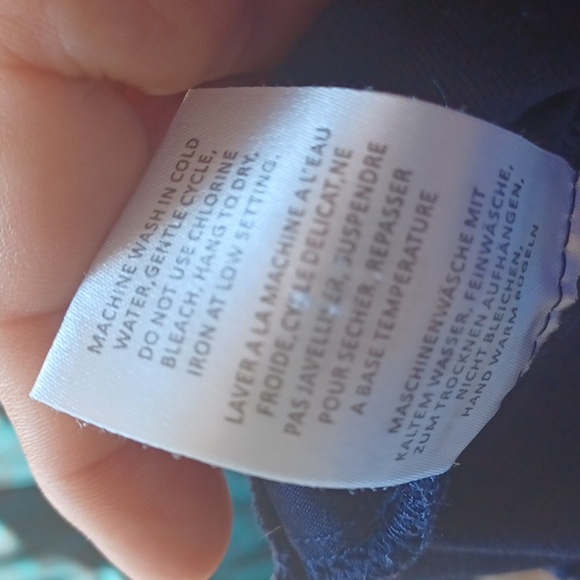 MACHINE WASH IN COLD
WATER, GENTLE CYCLE,
DO NOT USE CHLORINE
BLEACH, HANG TO DRY,
IRON AT LOW SETTING.
LAVER A LA MACHINE A L'EAU
FROIDE, CYCLE DELICAT, NE
PAS JAVELLISER, SUSPENDRE
POUR SECHER, REPASSER
A BASE TEMPERATURE
MASCHINENWÄSCHE MIT
KALTEM WASSER, FEINWÄSCHE,
ZUM TROCKNEN AUFHÄNGEN,
NICHT BLEICHEN,
HAND WARM BÜGELN